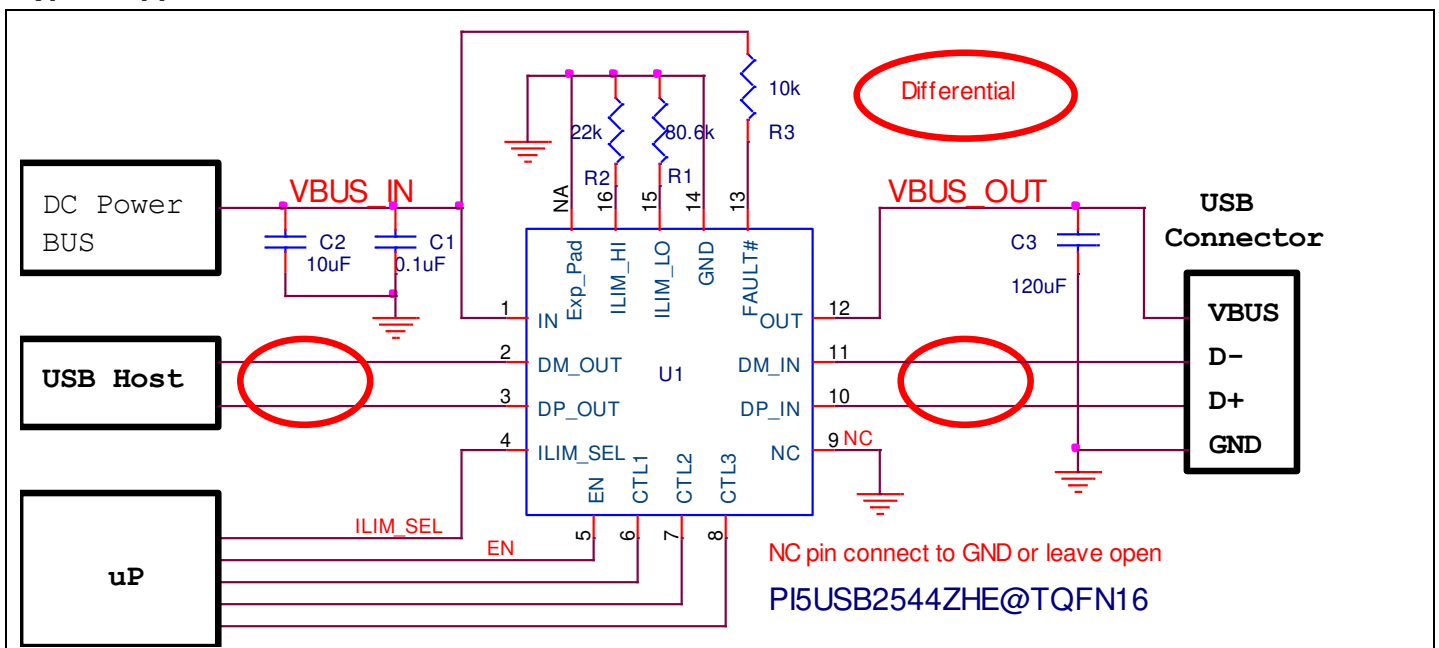 Differential
10k
R3
22k
80.6k
R2
R1
NA
16
15
14
13
DC Power
BUS
VBUS_IN
C2
10uF
C1
0.1uF
VBUS_OUT
C3
120uF
USB
Connector
Exp_Pad
ILIM_HI
ILIM_LO
GND
FAULT#
1
IN
OUT
12
VBUS
USB Host
2
DM_OUT
U1
DM_IN
11
D-
3
DP_OUT
DP_IN
10
D+
4
ILIM_SEL
NC
9
NC
GND
EN
CTL1
CTL2
CTL3
5
6
7
8
uP
ILIM_SEL
EN
NC pin connect to GND or leave open
PI5USB2544ZHE@TQFN16